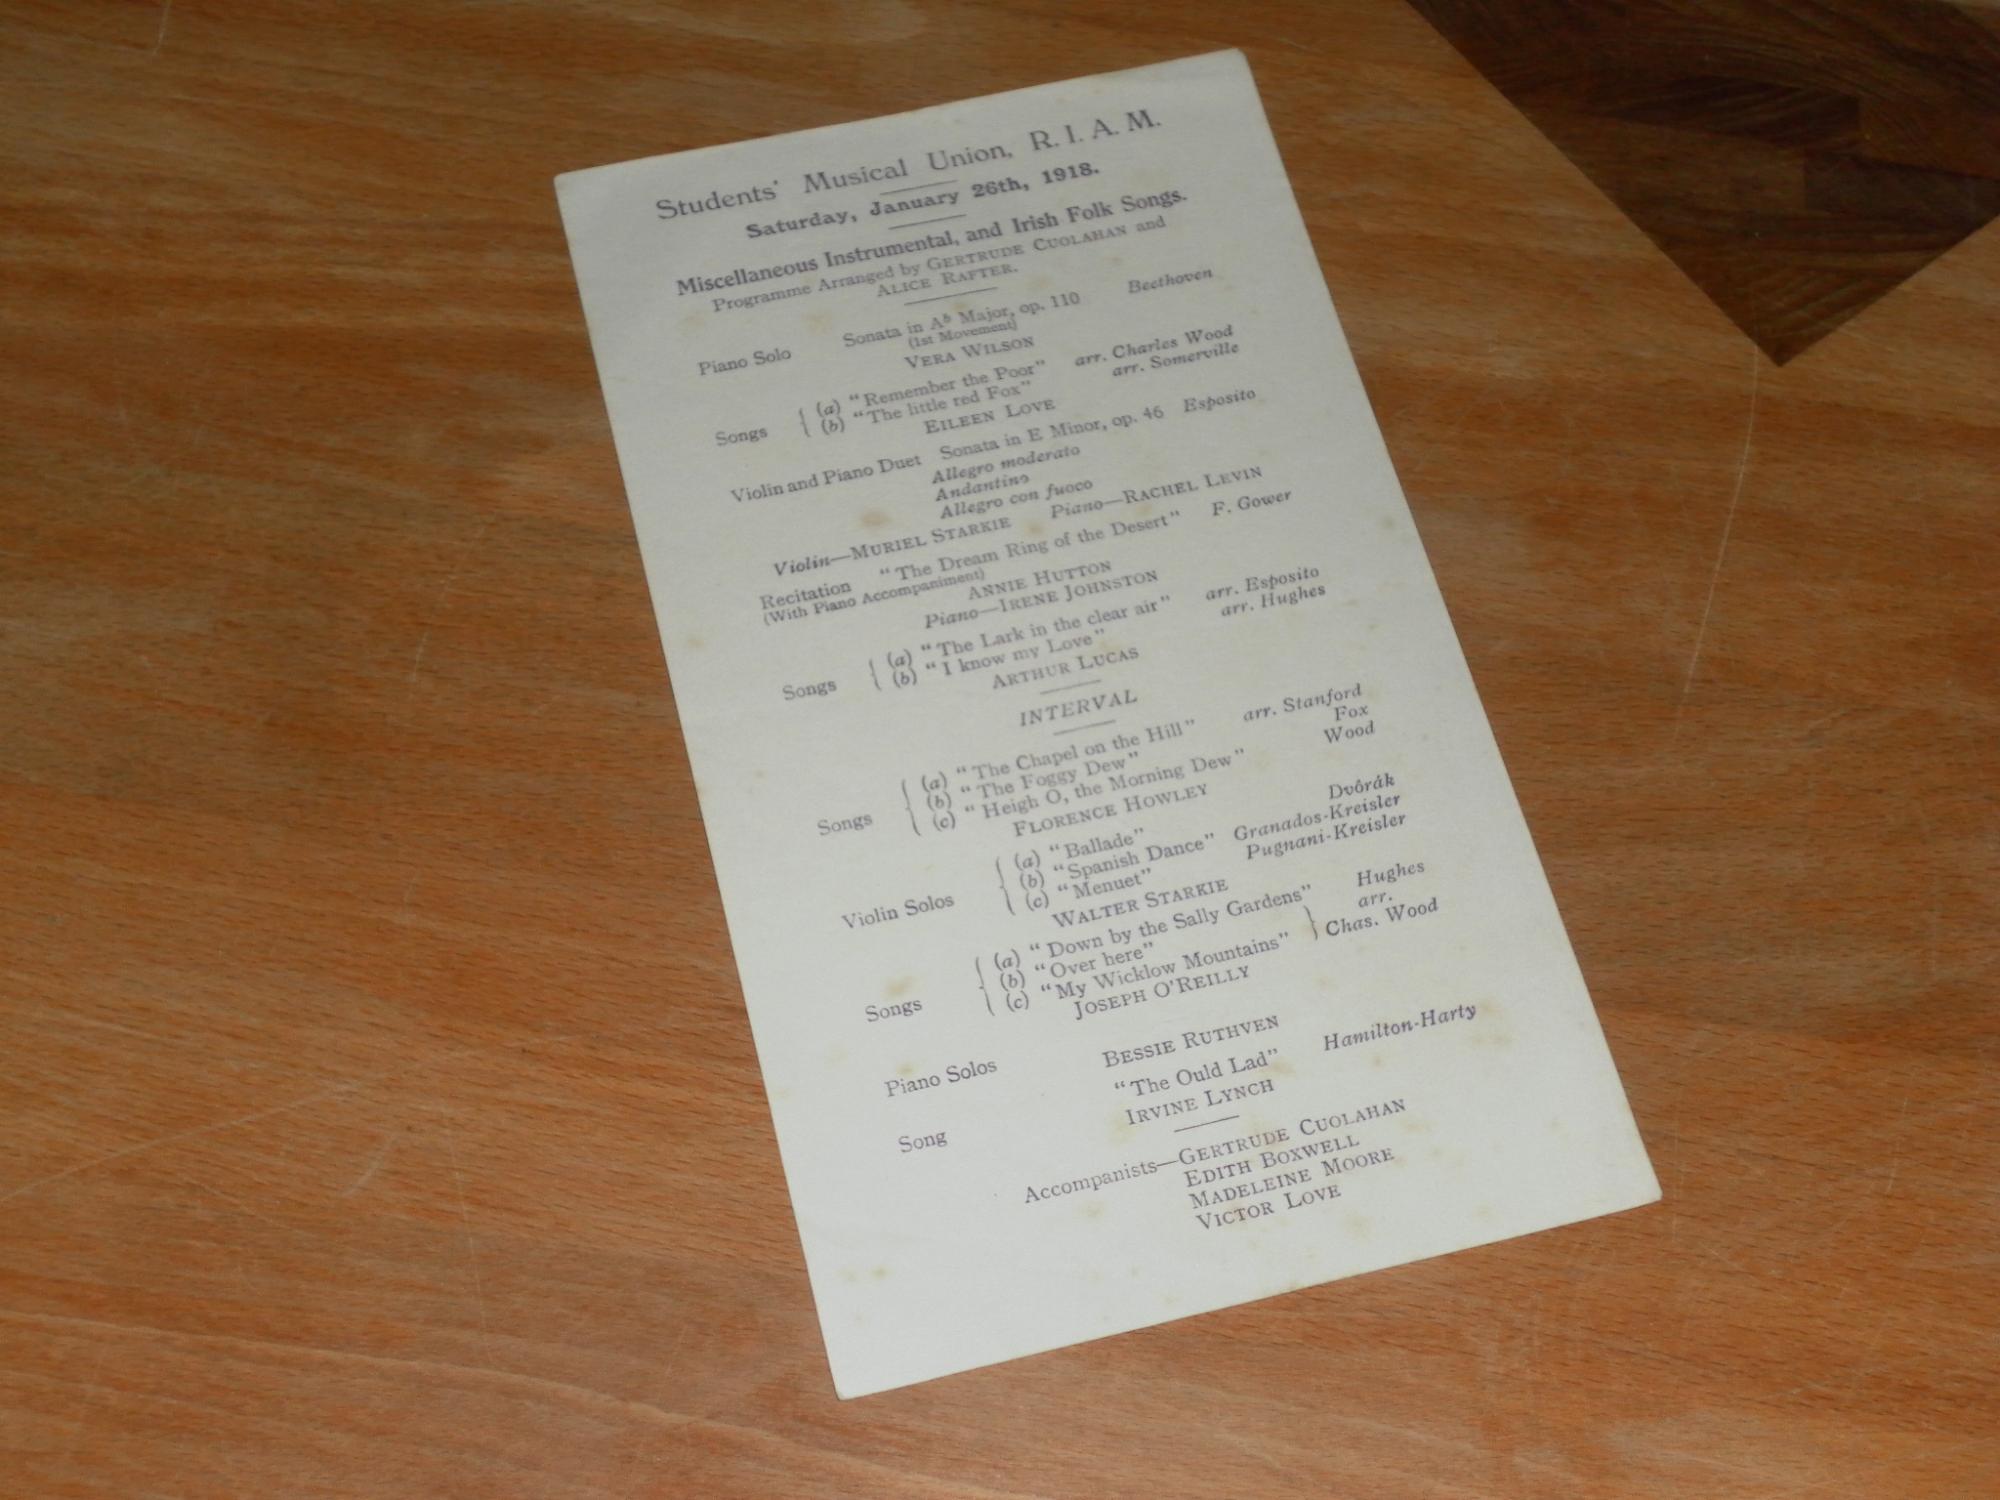 Students' Musical Union, R. I. A. M.
Saturday, January 26th, 1918.
Miscellaneous Instrumental, and Irish Folk Songs.
Programme Arranged by GERTRUDE CUOLAHAN and
ALICE RAFTER.
Piano Solo Sonata in A♭ Major, op. 110 Beethoven
(1st Movement)
VERA WILSON
Songs { (a) "Remember the Poor" arr. Charles Wood
(b) "The little red Fox" arr. Somerville
EILEEN LOVE
Violin and Piano Duet Sonata in E Minor, op. 46 Esposito
Allegro moderato
Andantino
Allegro con fuoco
Violin—MURIEL STARKIE Piano—RACHEL LEVIN
Recitation "The Dream Ring of the Desert" F. Gower
(With Piano Accompaniment)
ANNIE HUTTON
Piano—IRENE JOHNSTON
Songs { (a) "The Lark in the clear air" arr. Esposito
(b) "I know my Love" arr. Hughes
ARTHUR LUCAS
INTERVAL
Songs { (a) "The Chapel on the Hill" arr. Stanford
(b) "The Foggy Dew" Fox
(c) "Heigh O, the Morning Dew" Wood
FLORENCE HOWLEY
Violin Solos { (a) "Ballade" Dvôrák
(b) "Spanish Dance" Granados-Kreisler
(c) "Menuet" Pugnani-Kreisler
WALTER STARKIE
Songs { (a) "Down by the Sally Gardens" Hughes
(b) "Over here" } arr.
(c) "My Wicklow Mountains" Chas. Wood
JOSEPH O'REILLY
Piano Solos BESSIE RUTHVEN
Song "The Ould Lad" Hamilton-Harty
IRVINE LYNCH
Accompanists—GERTRUDE CUOLAHAN
EDITH BOXWELL
MADELEINE MOORE
VICTOR LOVE